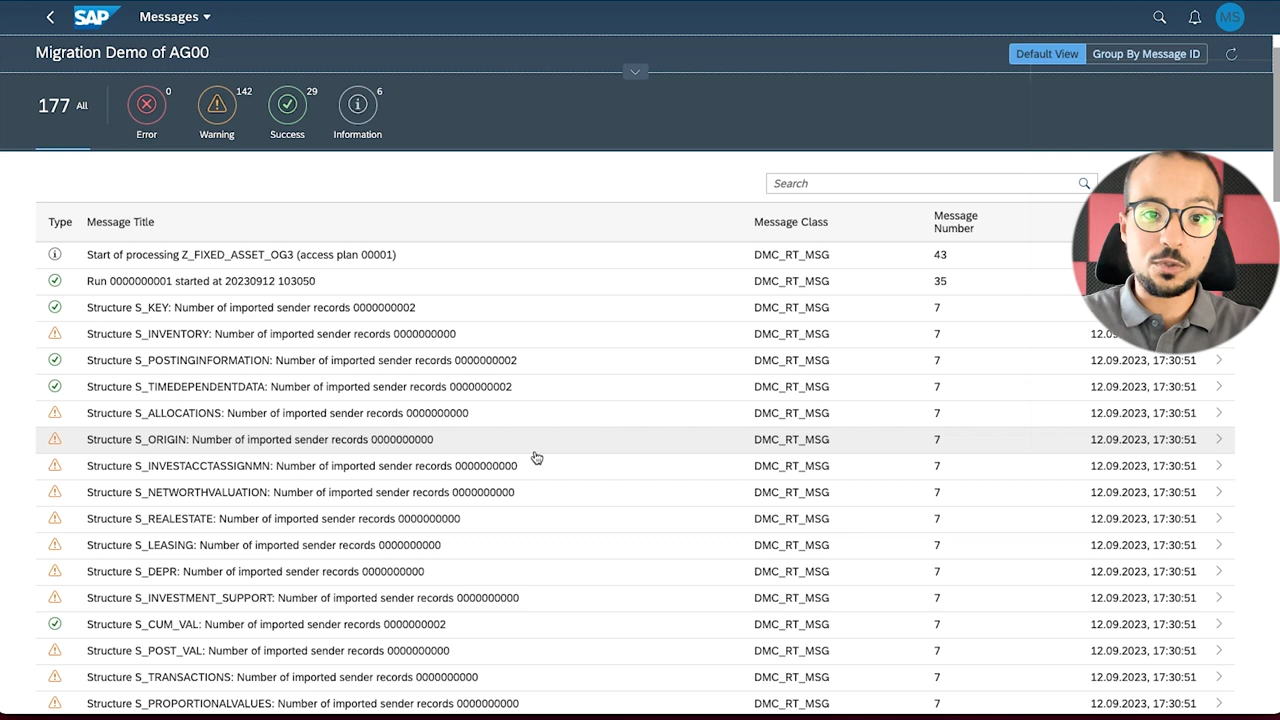 SAP Messages MS
Migration Demo of AG00 Default View Group By Message ID
177 All 0 142 29 6
Error Warning Success Information
Search
Type Message Title Message Class Message Number
Start of processing Z_FIXED_ASSET_OG3 (access plan 00001) DMC_RT_MSG 43
Run 0000000001 started at 20230912 103050 DMC_RT_MSG 35
Structure S_KEY: Number of imported sender records 0000000002 DMC_RT_MSG 7
Structure S_INVENTORY: Number of imported sender records 0000000000 DMC_RT_MSG 7 12.09
Structure S_POSTINGINFORMATION: Number of imported sender records 0000000002 DMC_RT_MSG 7 12.09.2023, 17:30:51
Structure S_TIMEDEPENDENTDATA: Number of imported sender records 0000000002 DMC_RT_MSG 7 12.09.2023, 17:30:51
Structure S_ALLOCATIONS: Number of imported sender records 0000000000 DMC_RT_MSG 7 12.09.2023, 17:30:51
Structure S_ORIGIN: Number of imported sender records 0000000000 DMC_RT_MSG 7 12.09.2023, 17:30:51
Structure S_INVESTACCTASSIGNMN: Number of imported sender records 0000000000 DMC_RT_MSG 7 12.09.2023, 17:30:51
Structure S_NETWORTHVALUATION: Number of imported sender records 0000000000 DMC_RT_MSG 7 12.09.2023, 17:30:51
Structure S_REALESTATE: Number of imported sender records 0000000000 DMC_RT_MSG 7 12.09.2023, 17:30:51
Structure S_LEASING: Number of imported sender records 0000000000 DMC_RT_MSG 7 12.09.2023, 17:30:51
Structure S_DEPR: Number of imported sender records 0000000000 DMC_RT_MSG 7 12.09.2023, 17:30:51
Structure S_INVESTMENT_SUPPORT: Number of imported sender records 0000000000 DMC_RT_MSG 7 12.09.2023, 17:30:51
Structure S_CUM_VAL: Number of imported sender records 0000000002 DMC_RT_MSG 7 12.09.2023, 17:30:51
Structure S_POST_VAL: Number of imported sender records 0000000000 DMC_RT_MSG 7 12.09.2023, 17:30:51
Structure S_TRANSACTIONS: Number of imported sender records 0000000000 DMC_RT_MSG 7 12.09.2023, 17:30:51
Structure S_PROPORTIONALVALUES: Number of imported sender records 0000000000 DMC_RT_MSG 7 12.09.2023, 17:30:51